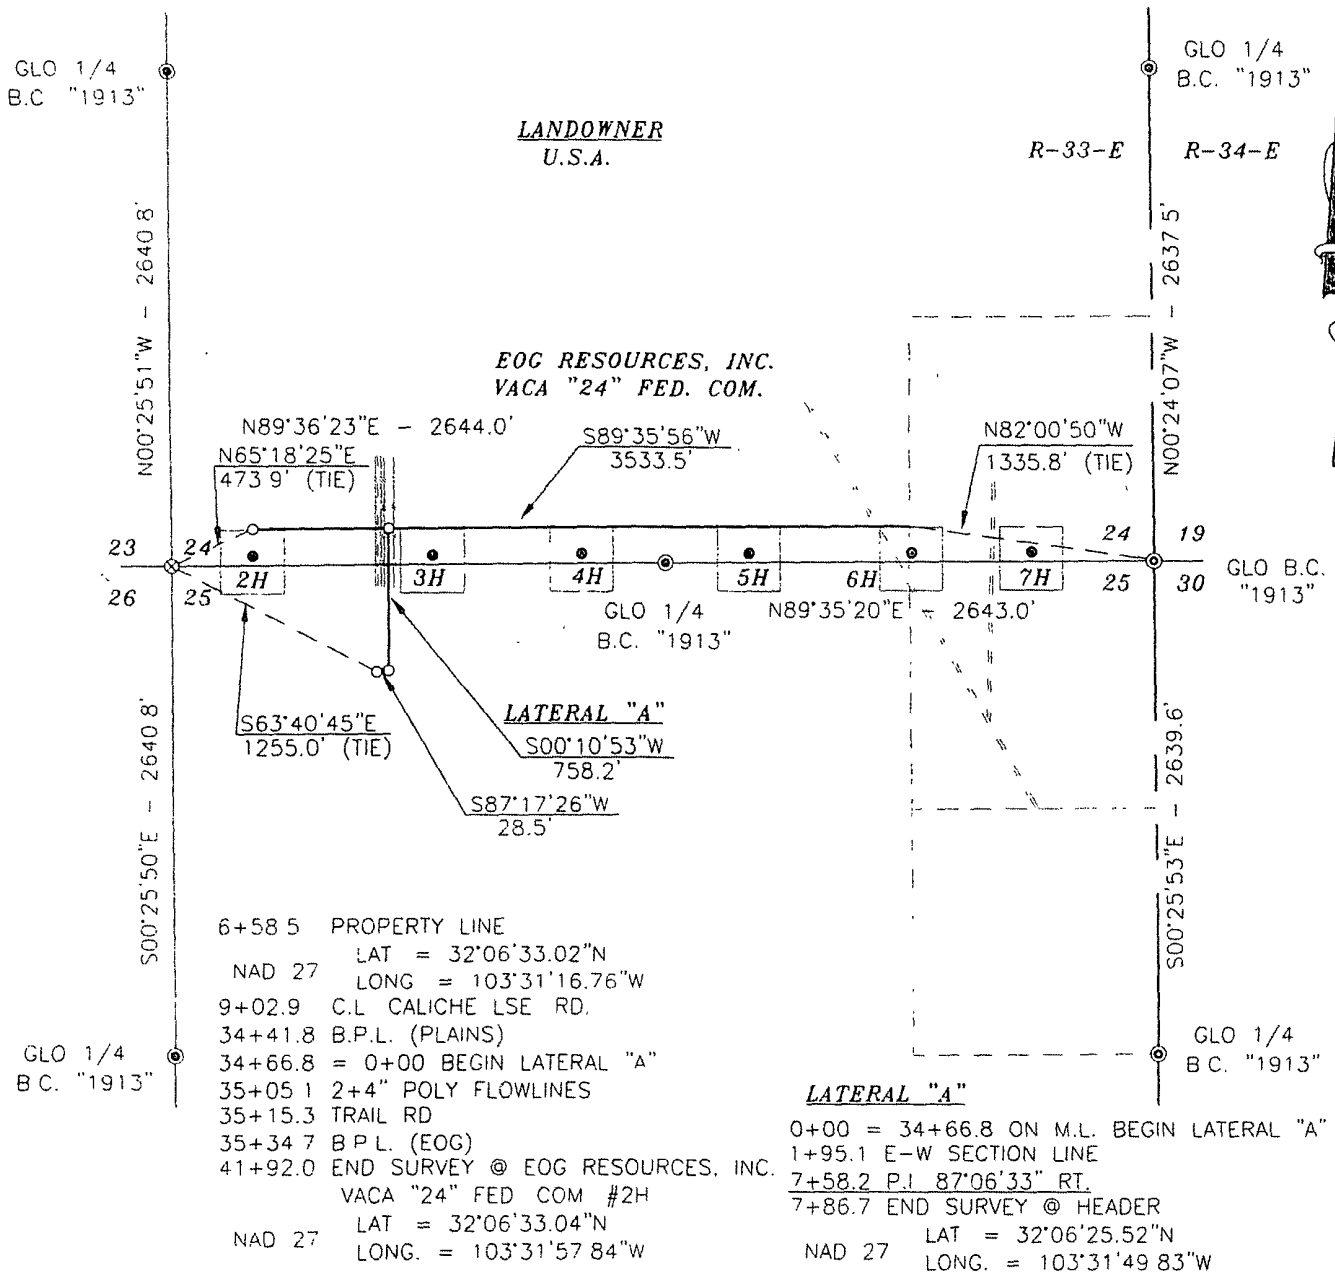 GLO 1/4
B.C "1913"
GLO 1/4
B.C. "1913"
LANDOWNER
U.S.A.
R-33-E
R-34-E
N00°25'51"W - 2640 8'
N00°24'07"W - 2637 5'
EOG RESOURCES, INC.
VACA "24" FED. COM.
N89°36'23"E - 2644.0'
N65°18'25"E
473 9' (TIE)
S89°35'56"W
3533.5'
N82°00'50"W
1335.8' (TIE)
23
24
24
19
2H
3H
4H
5H
6H
7H
26
25
25
30
GLO B.C.
"1913"
GLO 1/4
B.C. "1913"
N89°35'20"E - 2643.0'
S63°40'45"E
1255.0' (TIE)
LATERAL "A"
S00°10'53"W
758.2'
S87°17'26"W
28.5'
S00°25'50"E - 2640 8'
S00°25'53"E - 2639.6'
6+58 5 PROPERTY LINE
LAT = 32°06'33.02"N
NAD 27
LONG = 103°31'16.76"W
9+02.9 C.L CALICHE LSE RD.
34+41.8 B.P.L. (PLAINS)
34+66.8 = 0+00 BEGIN LATERAL "A"
35+05 1 2+4" POLY FLOWLINES
35+15.3 TRAIL RD
35+34 7 B P L. (EOG)
41+92.0 END SURVEY @ EOG RESOURCES, INC.
VACA "24" FED COM #2H
LAT = 32°06'33.04"N
NAD 27
LONG. = 103°31'57 84"W
GLO 1/4
B C. "1913"
GLO 1/4
B C. "1913"
LATERAL "A"
0+00 = 34+66.8 ON M.L. BEGIN LATERAL "A"
1+95.1 E-W SECTION LINE
7+58.2 P.I 87°06'33" RT.
7+86.7 END SURVEY @ HEADER
LAT = 32°06'25.52"N
NAD 27
LONG. = 103°31'49 83"W